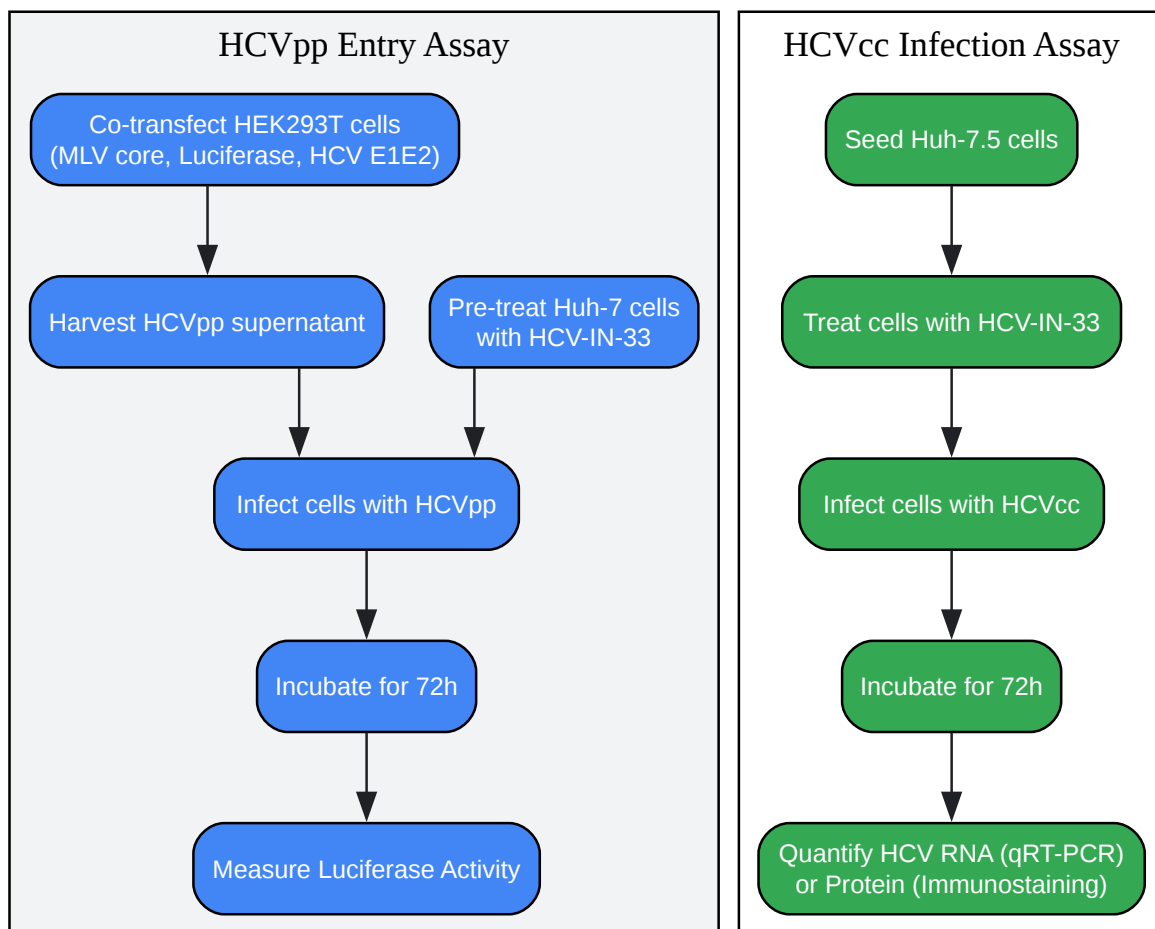 HCVpp Entry Assay
Co-transfect HEK293T cells
(MLV core, Luciferase, HCV E1E2)
Harvest HCVpp supernatant
Pre-treat Huh-7 cells
with HCV-IN-33
Infect cells with HCVpp
Incubate for 72h
Measure Luciferase Activity
HCVcc Infection Assay
Seed Huh-7.5 cells
Treat cells with HCV-IN-33
Infect cells with HCVcc
Incubate for 72h
Quantify HCV RNA (qRT-PCR)
or Protein (Immunostaining)